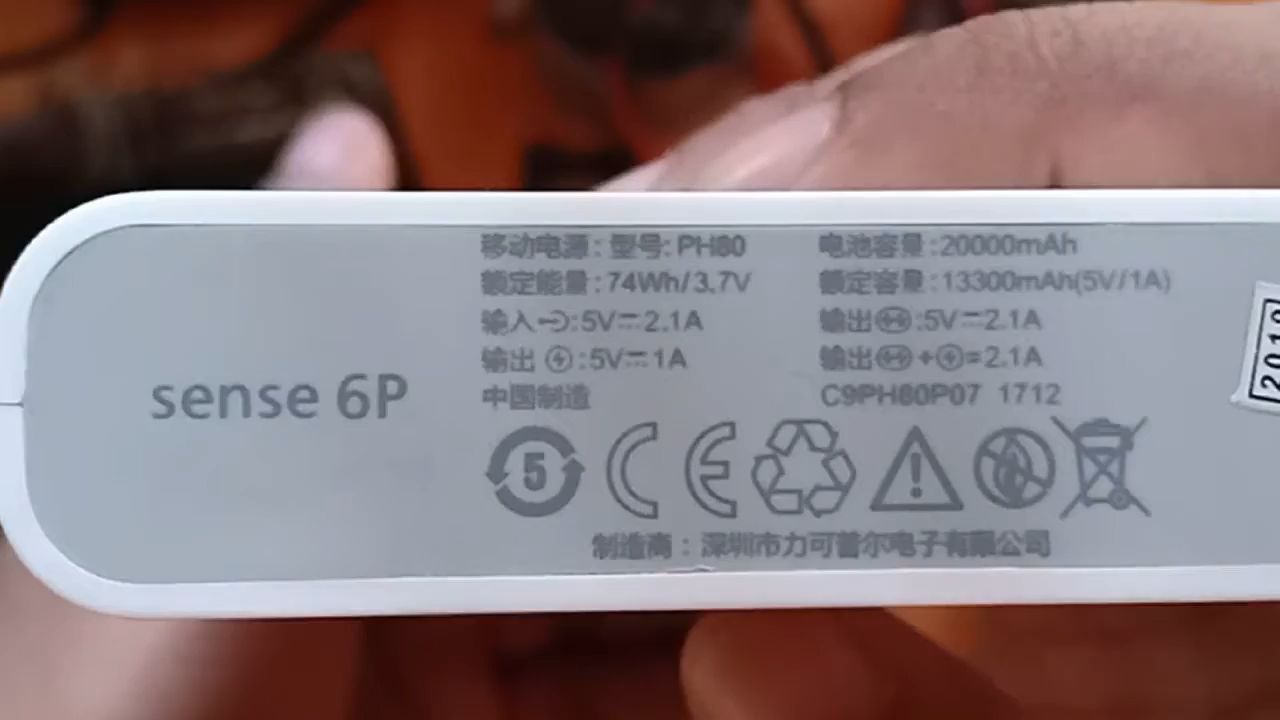 sense 6P
移动电源: 型号: PH80
额定能量: 74Wh/3.7V
输入: 5V⎓2.1A
输出: 5V⎓1A
中国制造
电池容量:20000mAh
额定容量:13300mAh(5V/1A)
输出:5V⎓2.1A
输出+=2.1A
C9PH80P07 1712
5
CE
制造商：深圳市力可普尔电子有限公司